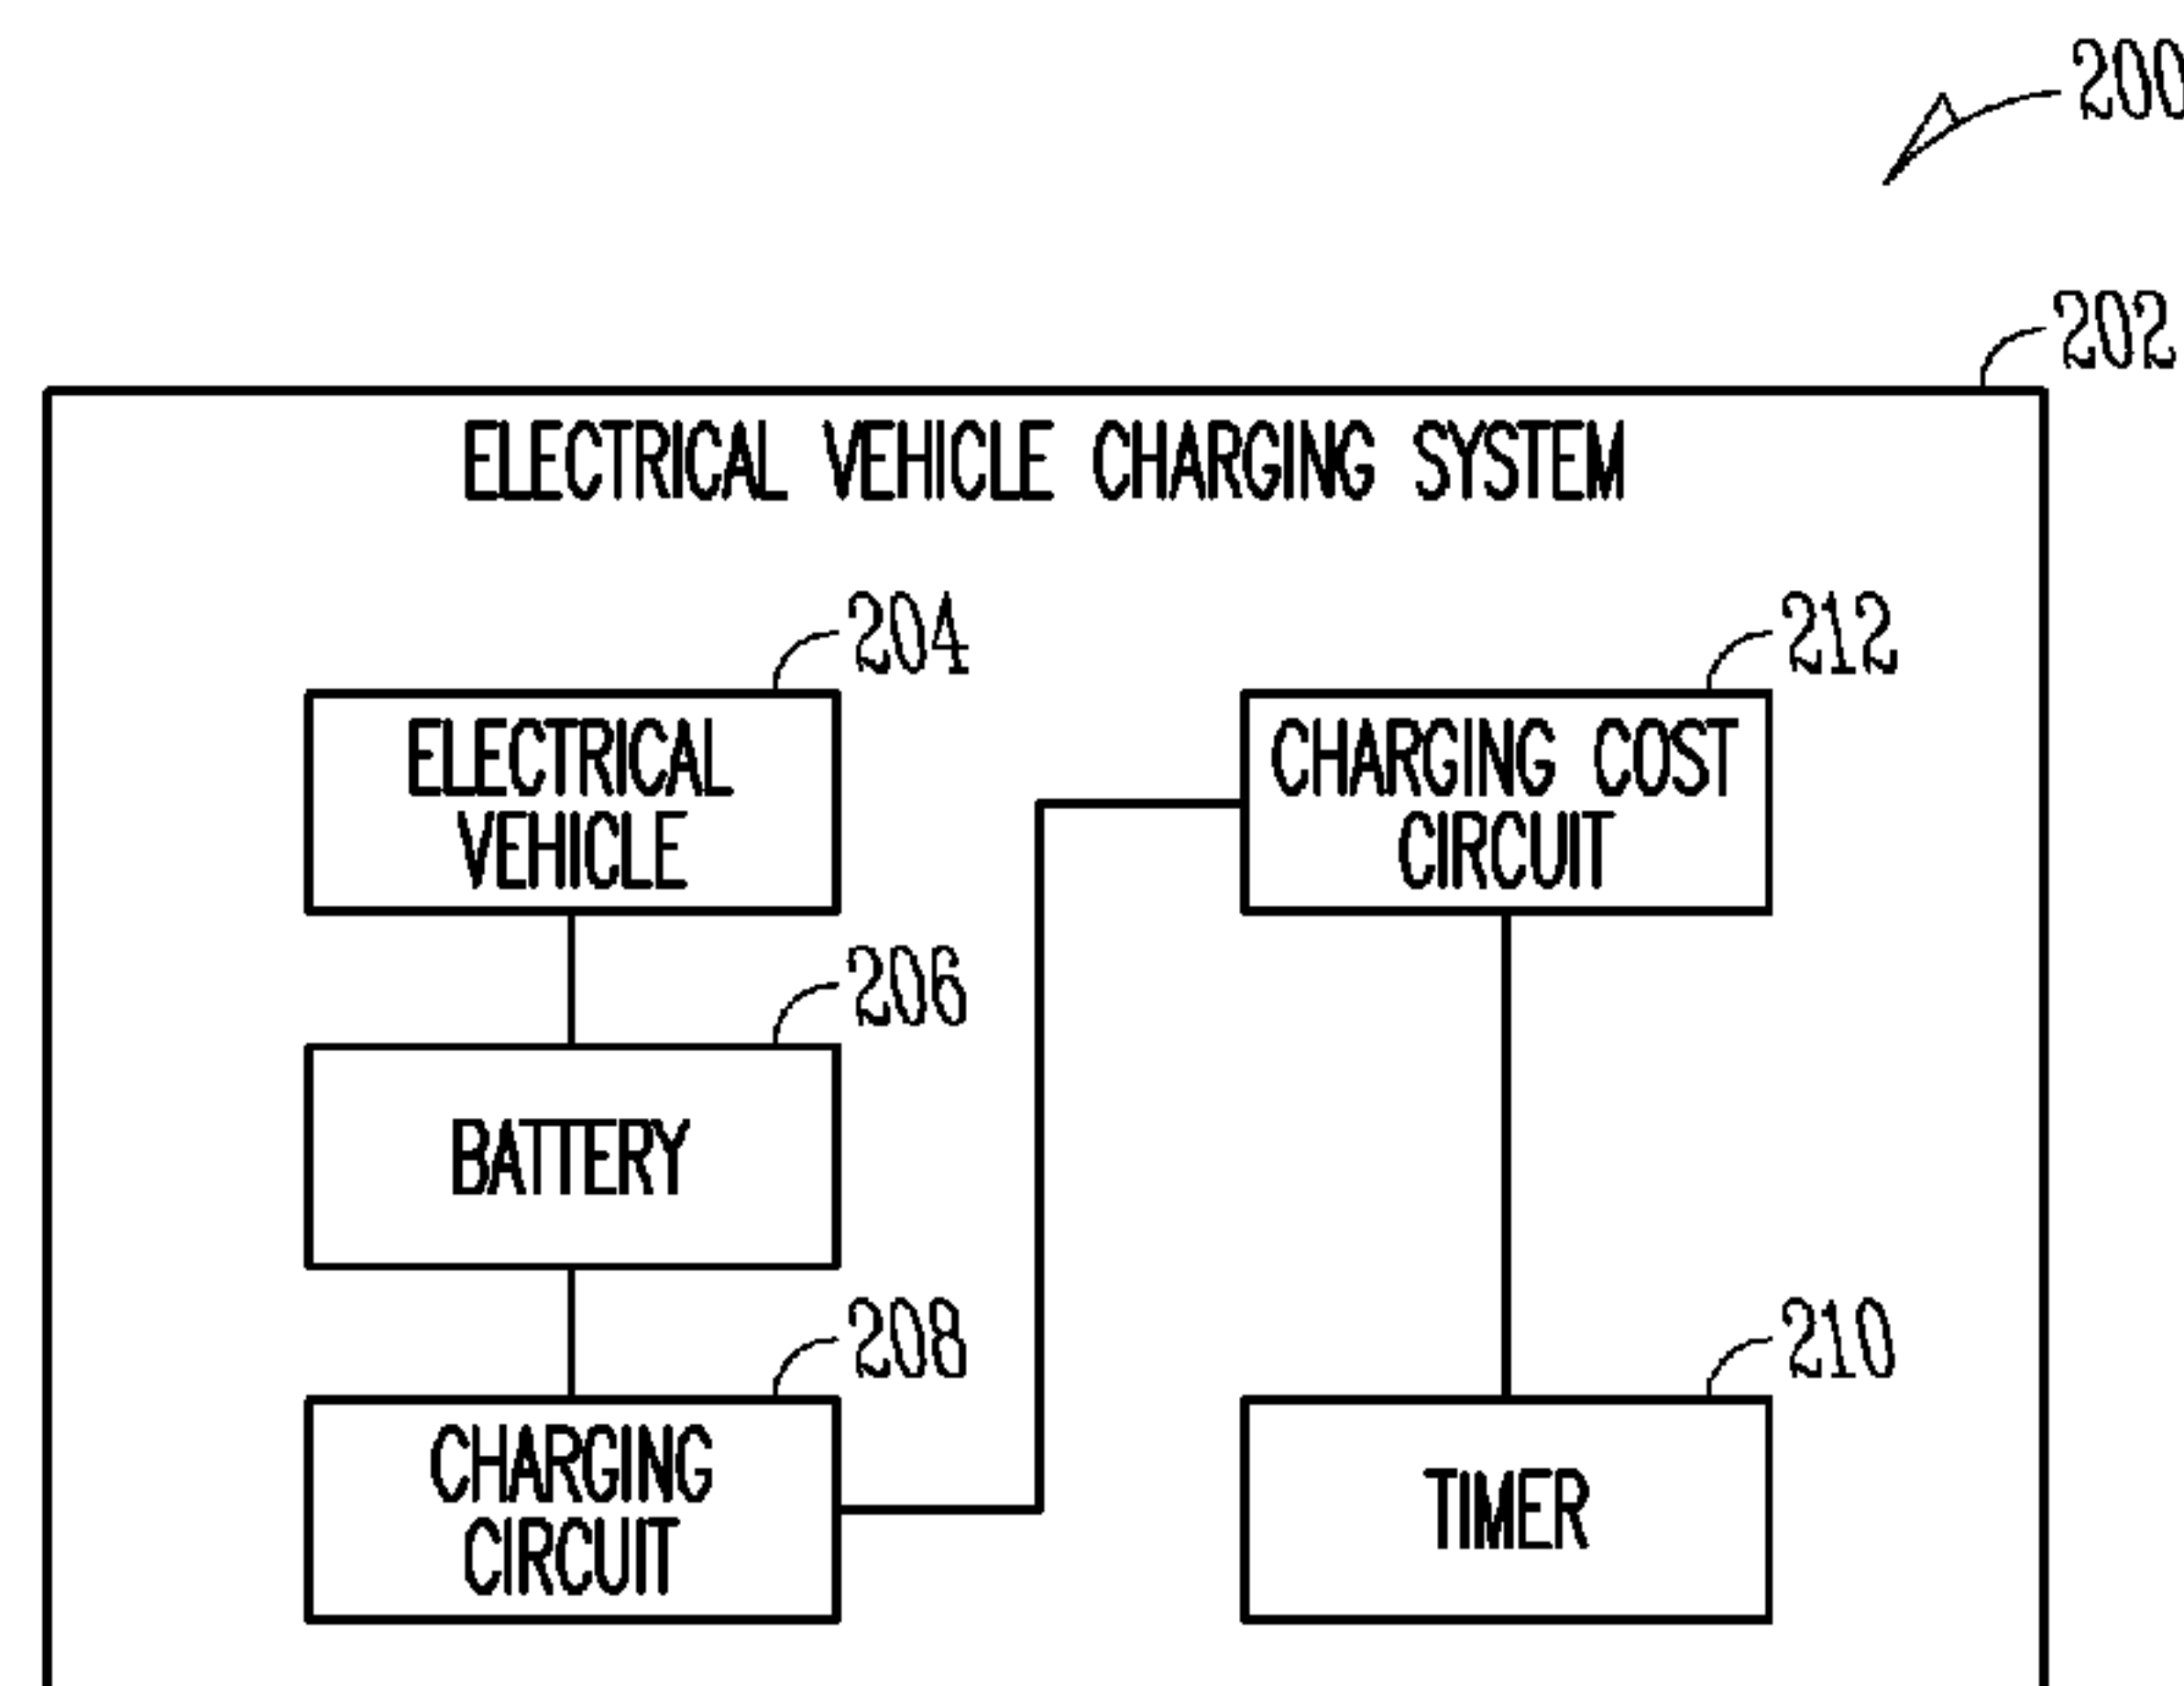 200
202
ELECTRICAL VEHICLE CHARGING SYSTEM
204
212
ELECTRICAL
VEHICLE
CHARGING COST
CIRCUIT
206
BATTERY
208
210
CHARGING
CIRCUIT
TIMER